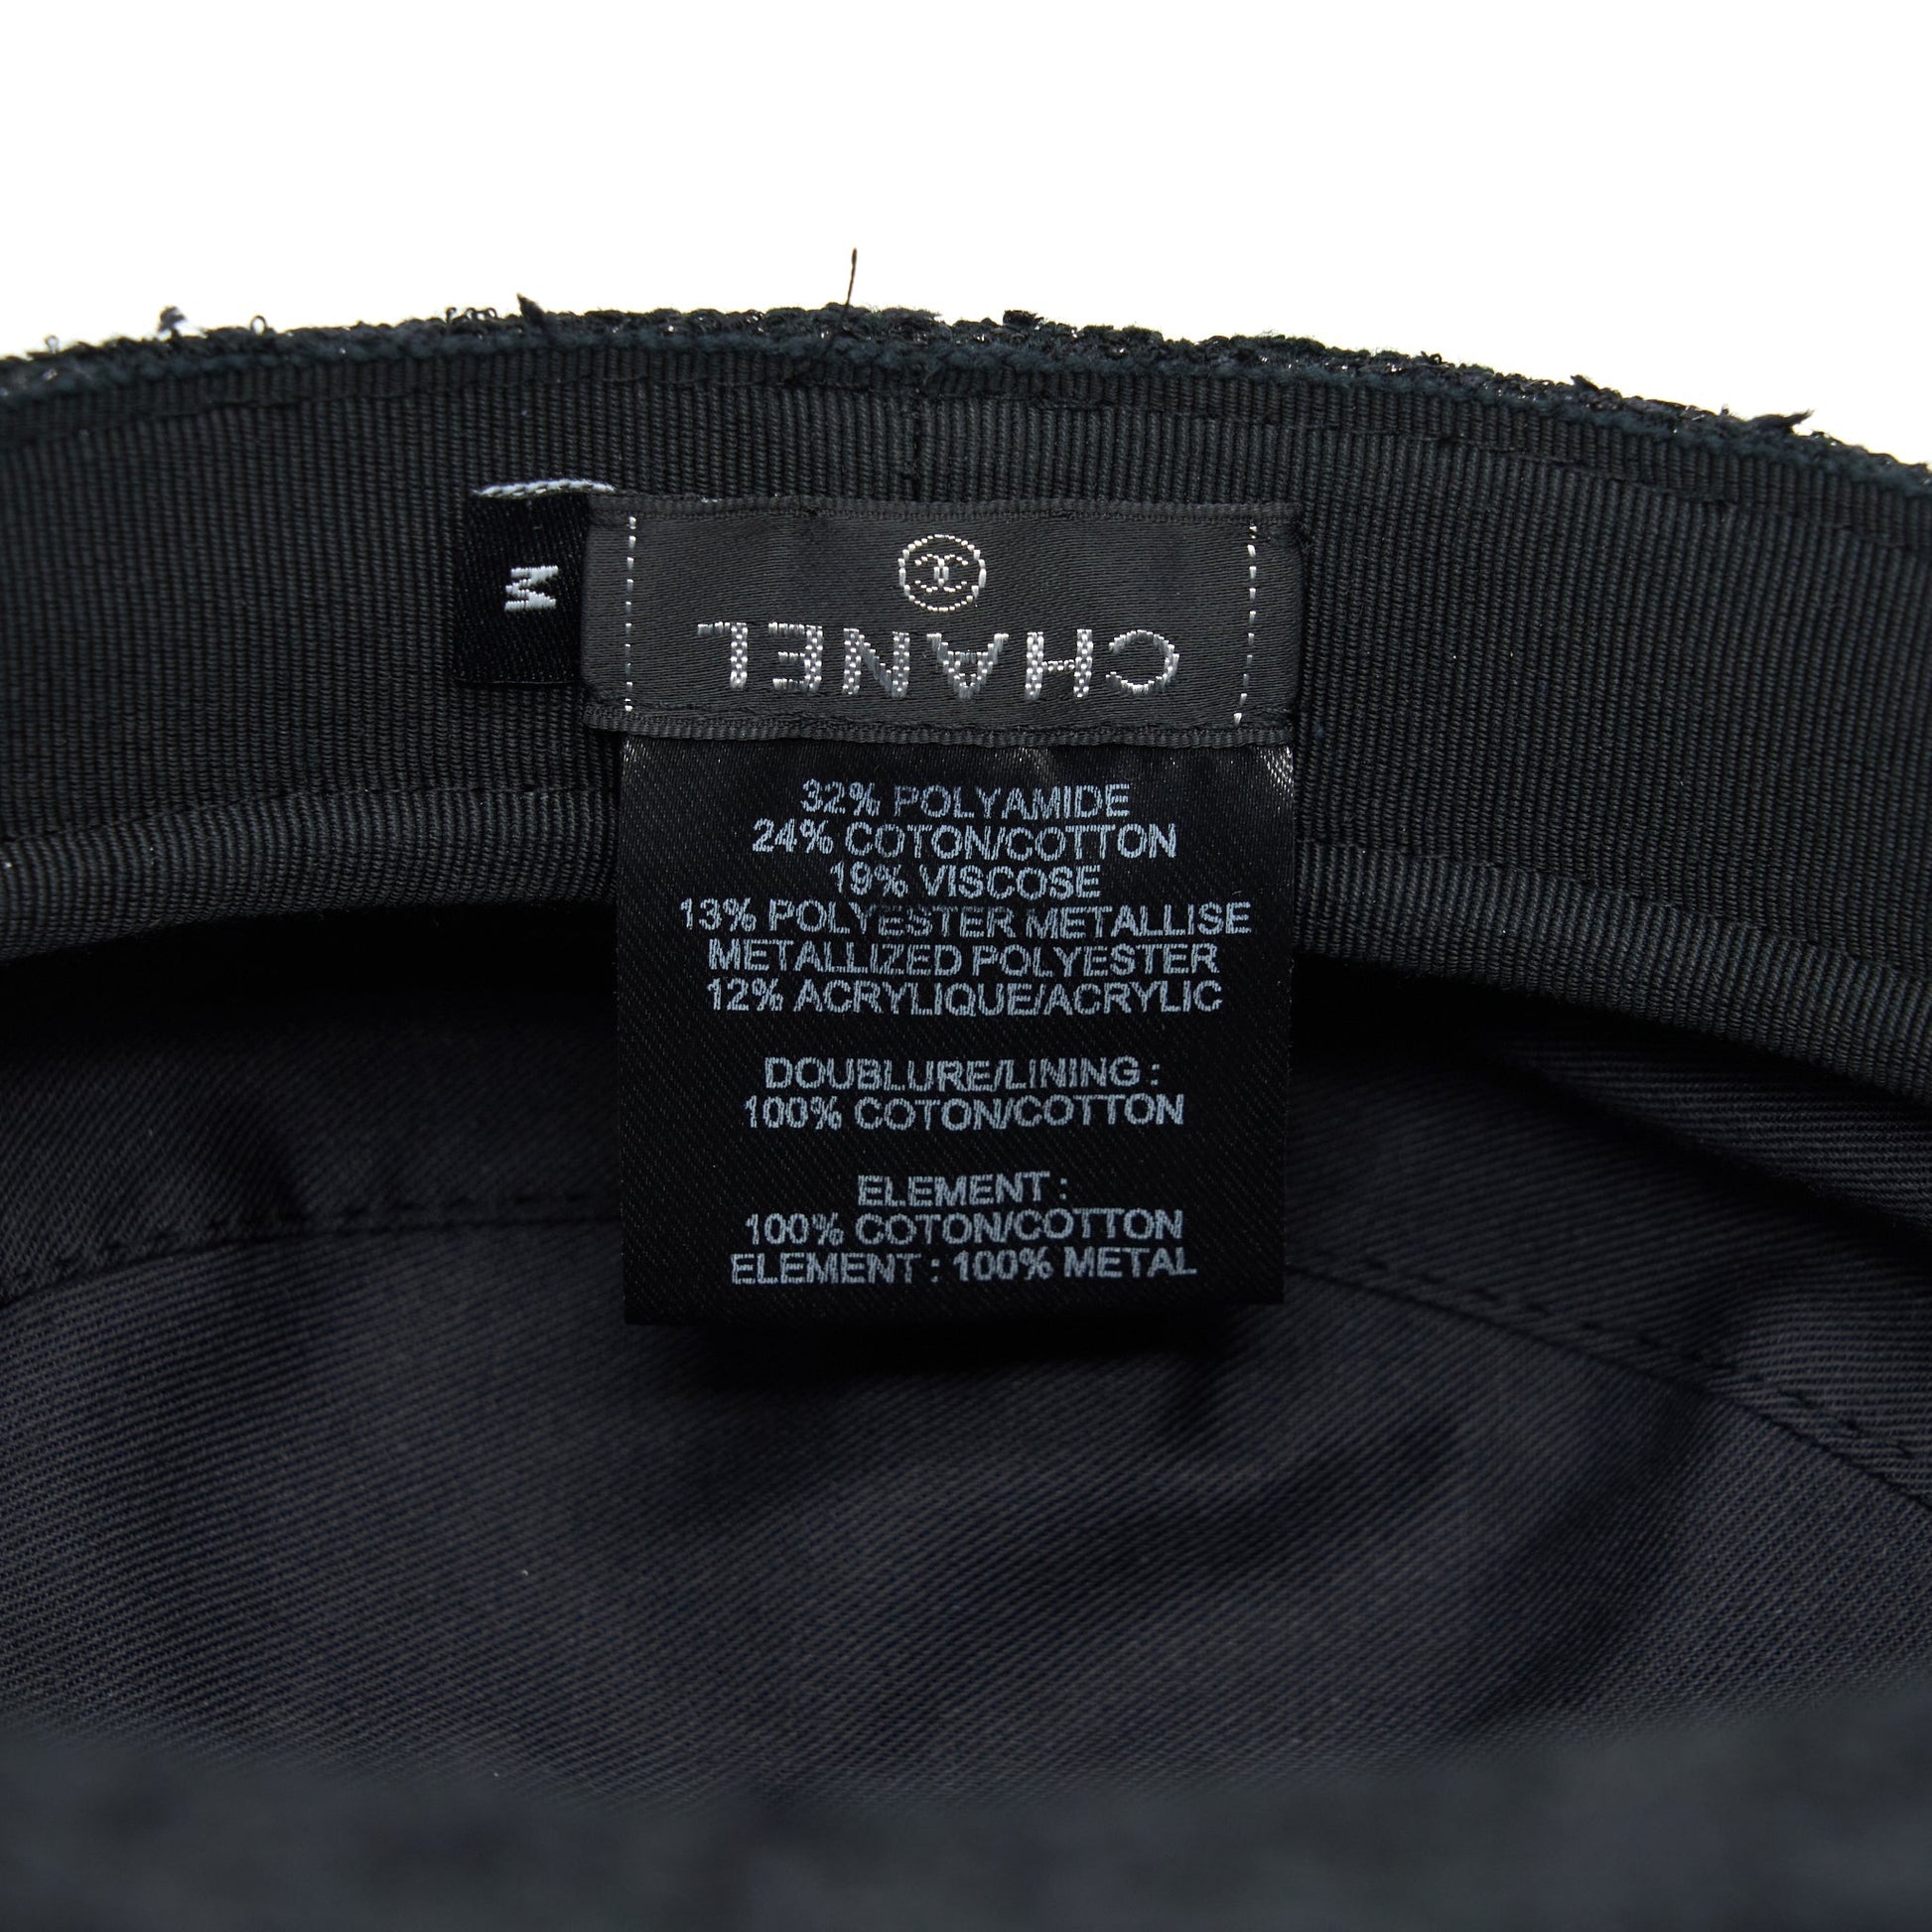 M
CHANEL
32% POLYAMIDE
24% COTON/COTTON
19% VISCOSE
13% POLYESTER METALLISE
METALLIZED POLYESTER
12% ACRYLIQUE/ACRYLIC
DOUBLURE/LINING :
100% COTON/COTTON
ELEMENT :
100% COTON/COTTON
ELEMENT : 100% METAL